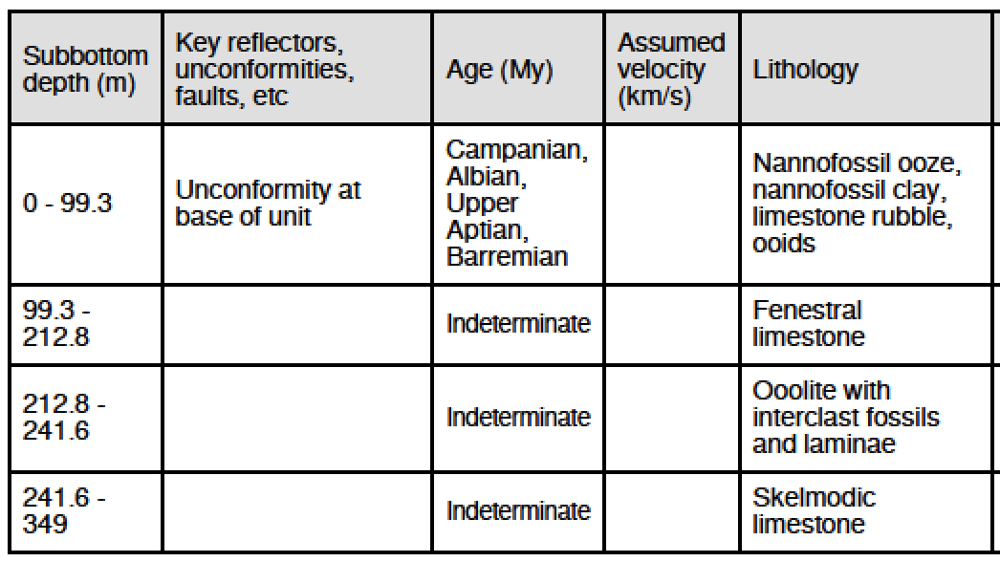 Subbottom
depth (m)
Key reflectors,
unconformities,
faults, etc
Age (My)
Assumed
velocity
(km/s)
Lithology
0 - 99.3
Unconformity at
base of unit
Campanian,
Albian,
Upper
Aptian,
Barremian
Nannofossil ooze,
nannofossil clay,
limestone rubble,
ooids
99.3 -
212.8
Indeterminate
Fenestral
limestone
212.8 -
241.6
Indeterminate
Ooolite with
interclast fossils
and laminae
241.6 -
349
Indeterminate
Skelmodic
limestone